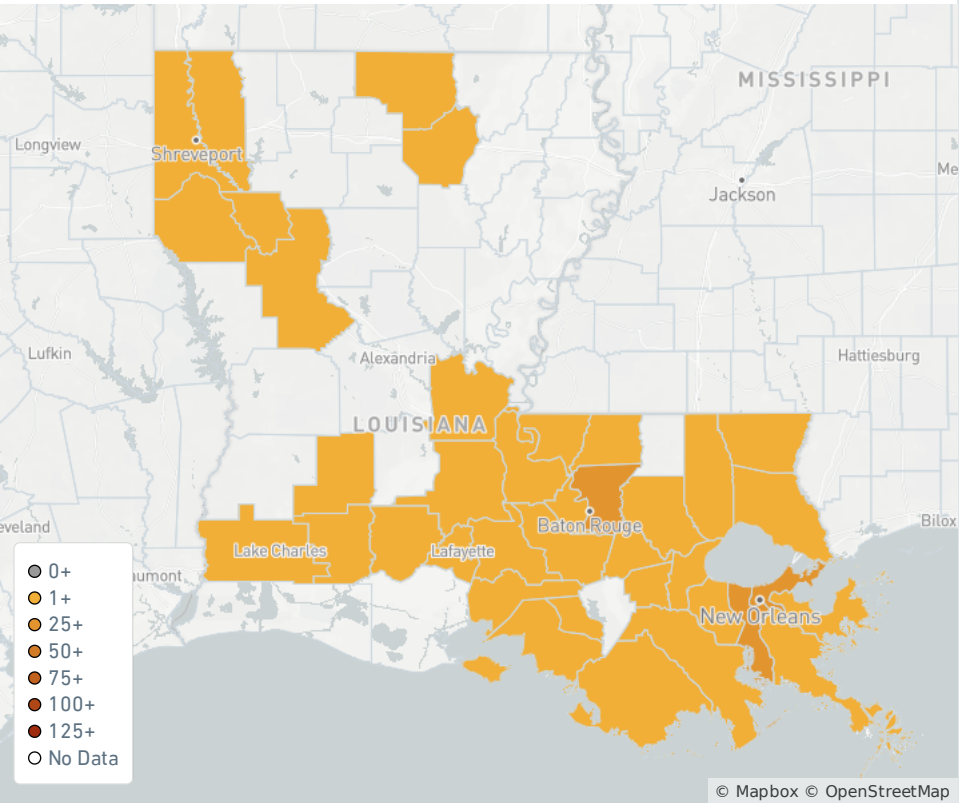 MISSISSIPPI
Longview
Shreveport
Me
Jackson
Lufkin
Alexandria
Hattiesburg
LOUISIANA
eveland
Baton Rouge
Bilox
Lake Charles
Lafayette
aumont
New Orleans
0+
1+
25+
50+
75+
100+
125+
No Data
© Mapbox © OpenStreetMap